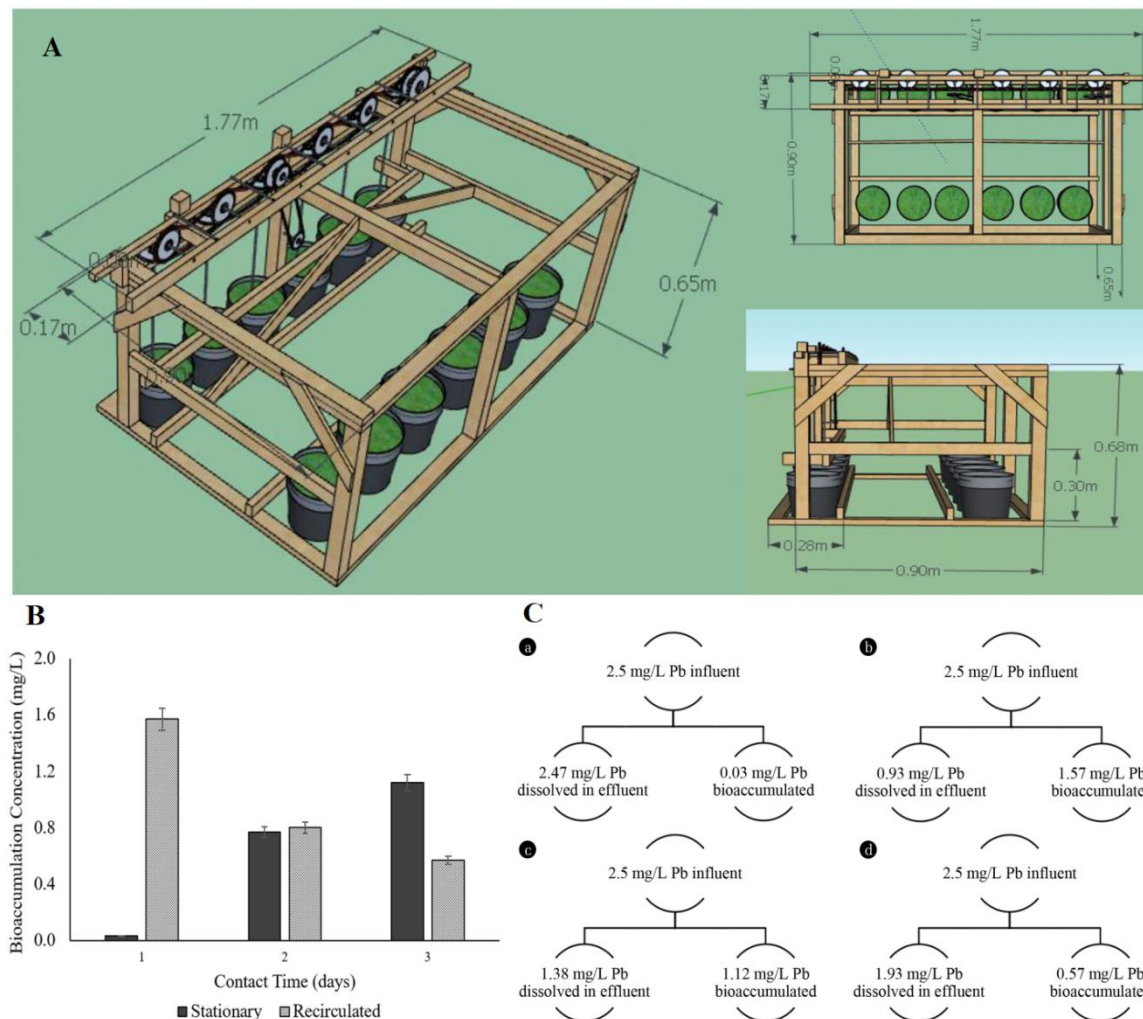 A
1.77m
0.17m
0.65m
1.77m
0.17m
0.90m
0.65m
0.68m
0.30m
0.28m
0.90m
B
Bioaccumulation Concentration (mg/L)
2.0
1.6
1.2
0.8
0.4
0.0
1 2 3
Contact Time (days)
Stationary Recirculated
C
a
2.5 mg/L Pb influent
2.47 mg/L Pb
dissolved in effluent
0.03 mg/L Pb
bioaccumulated
b
2.5 mg/L Pb influent
0.93 mg/L Pb
dissolved in effluent
1.57 mg/L Pb
bioaccumulated
c
2.5 mg/L Pb influent
1.38 mg/L Pb
dissolved in effluent
1.12 mg/L Pb
bioaccumulated
d
2.5 mg/L Pb influent
1.93 mg/L Pb
dissolved in effluent
0.57 mg/L Pb
bioaccumulated